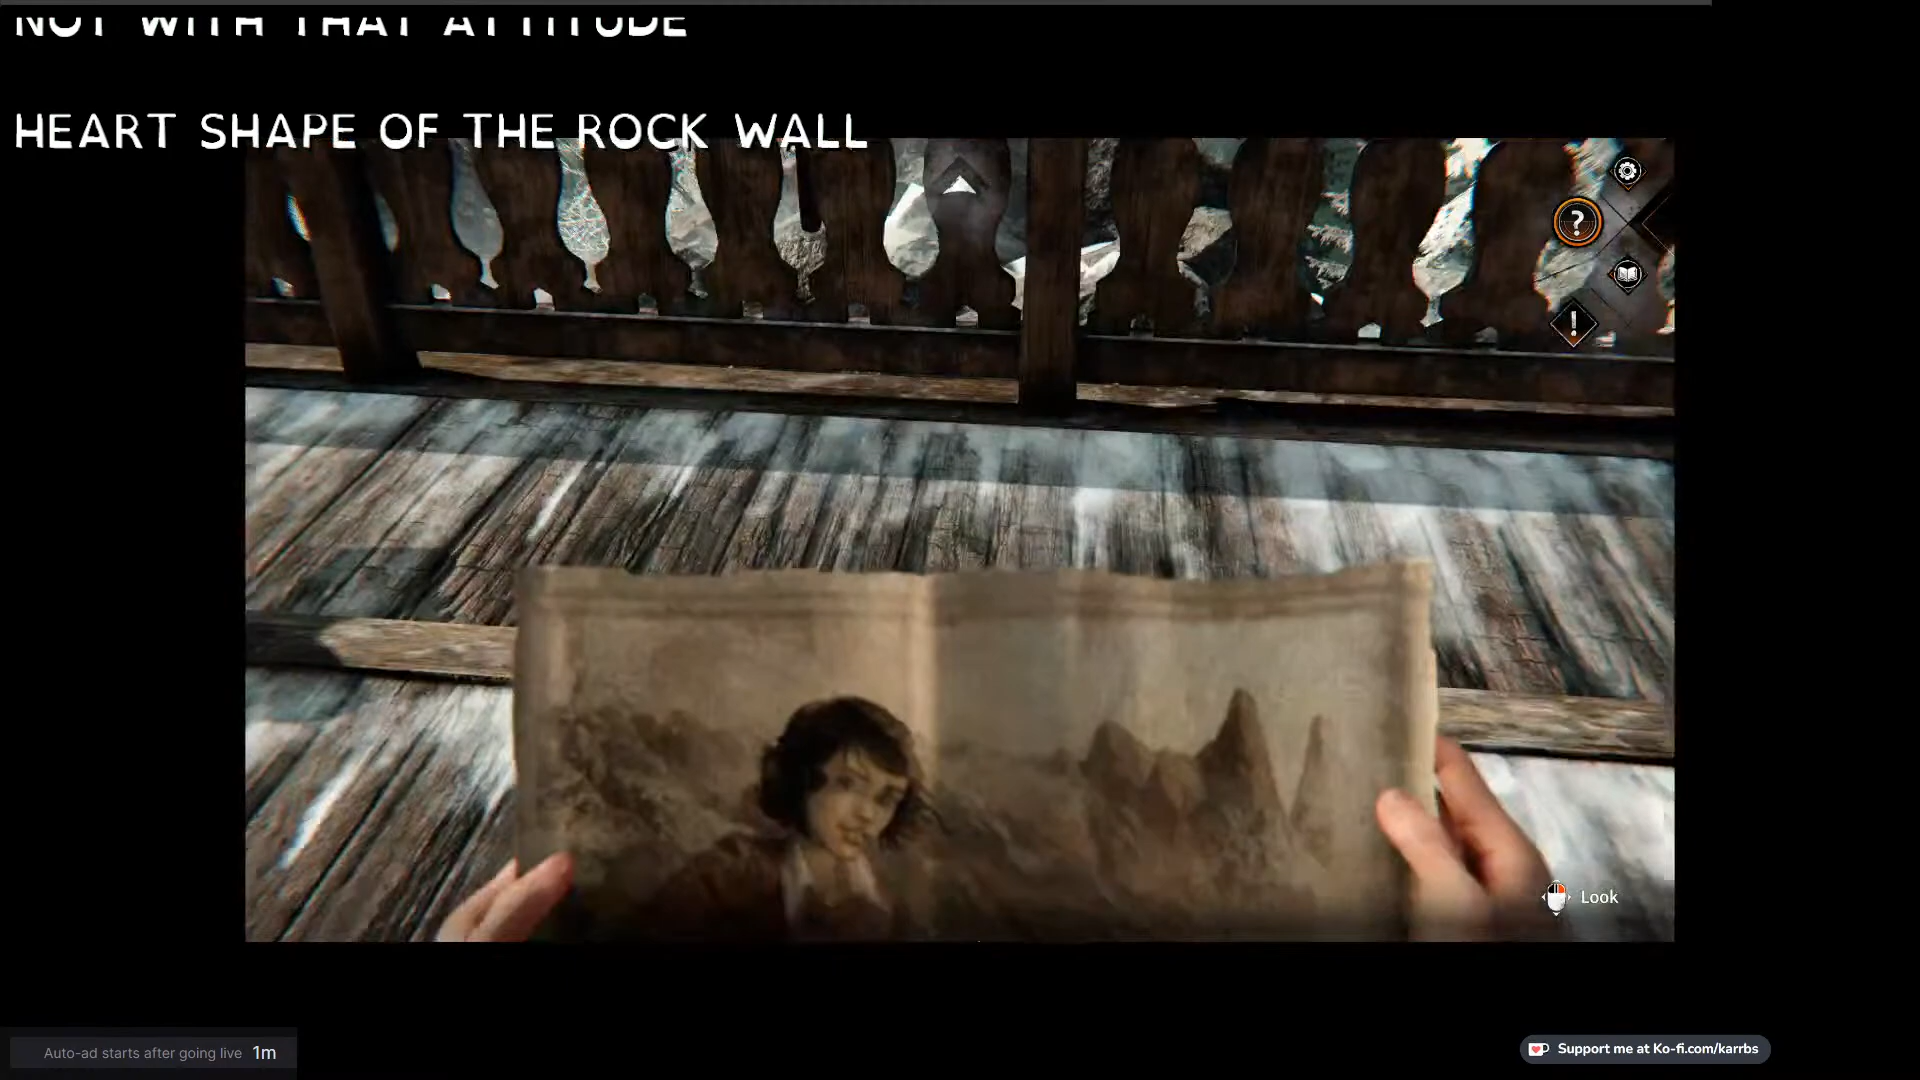 NOT WITH THAT ATTITUDE
HEART SHAPE OF THE ROCK WALL
?
!
Look
Auto-ad starts after going live 1m
Support me at Ko-fi.com/karrbs